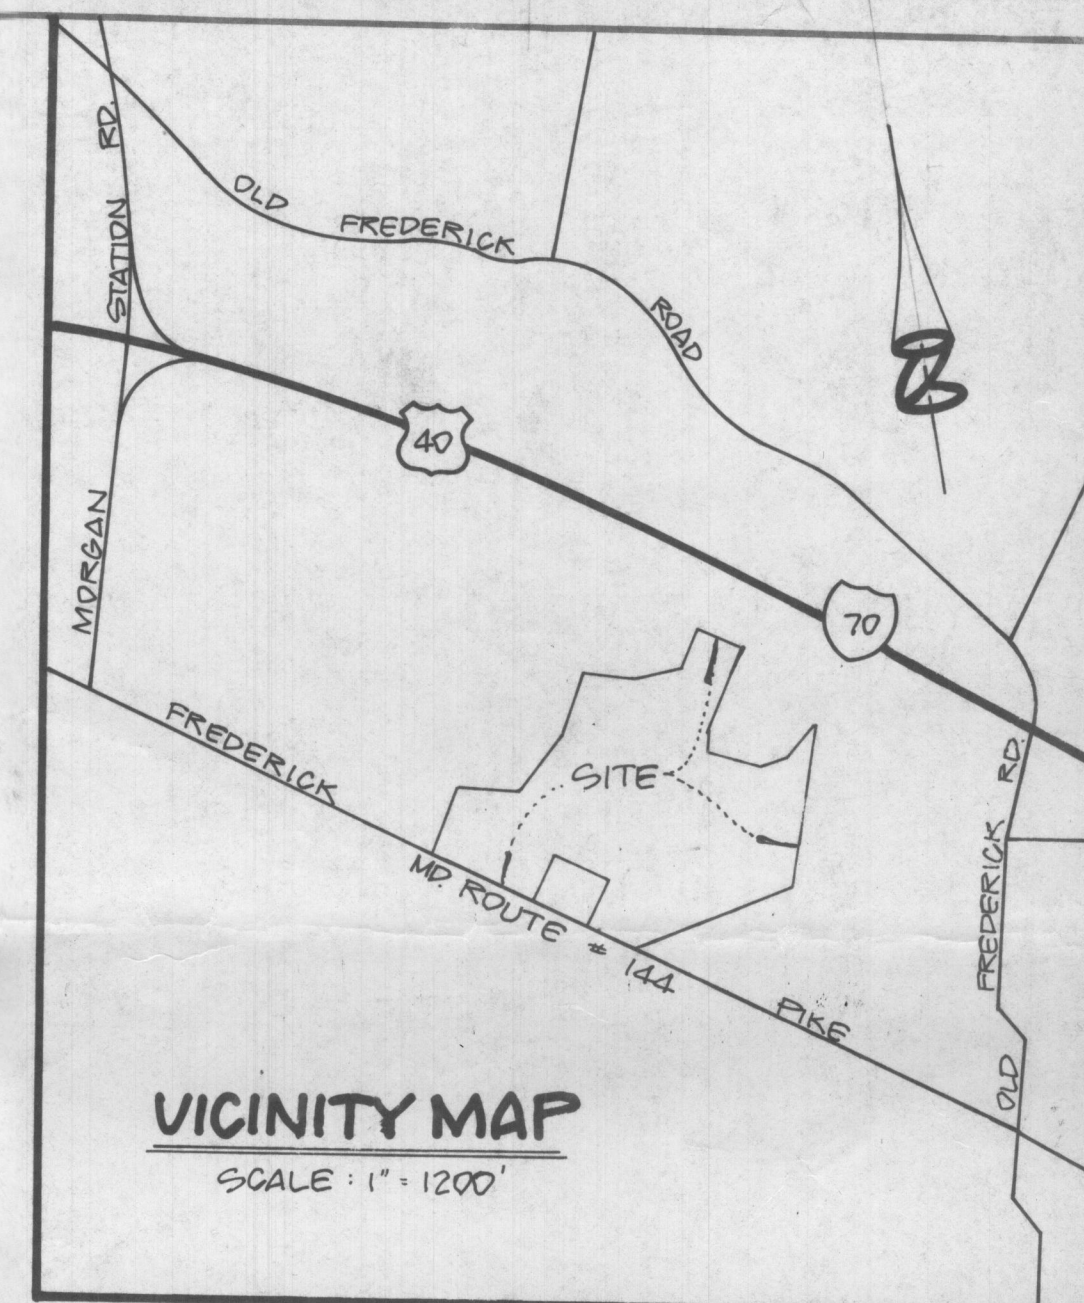 OLD FREDERICK ROAD
MORGAN STATION RD.
40
70
FREDERICK PIKE
MD. ROUTE # 144
SITE
OLD FREDERICK RD.
N
VICINITY MAP
SCALE : 1" = 1200'